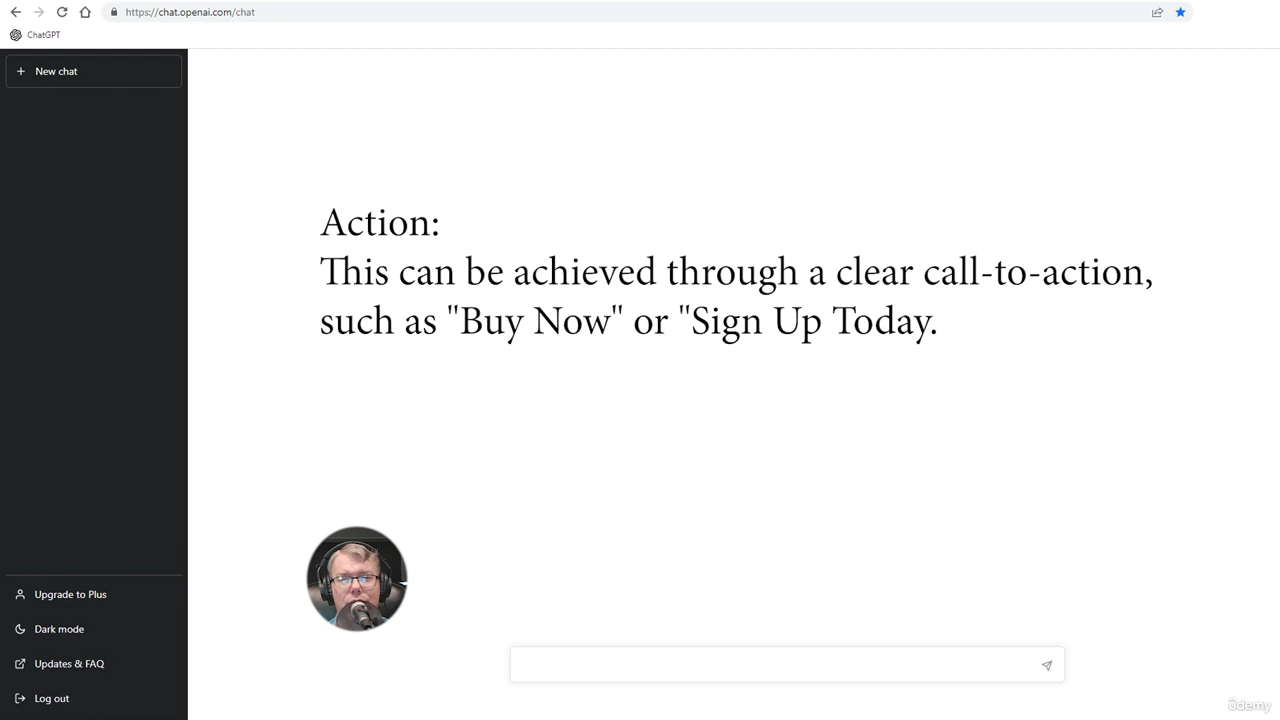 https://chat.openai.com/chat
ChatGPT
New chat
Action:
This can be achieved through a clear call-to-action,
such as "Buy Now" or "Sign Up Today.
Upgrade to Plus
Dark mode
Updates & FAQ
Log out
ûdemy